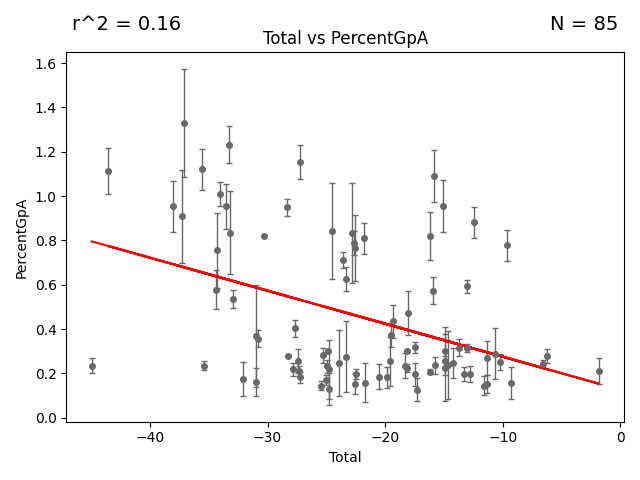 r^2 = 0.16
N = 85
Total vs PercentGpA
1.6
1.4
1.2
1.0
0.8
0.6
0.4
0.2
0.0
PercentGpA
−40
−30
−20
−10
0
Total